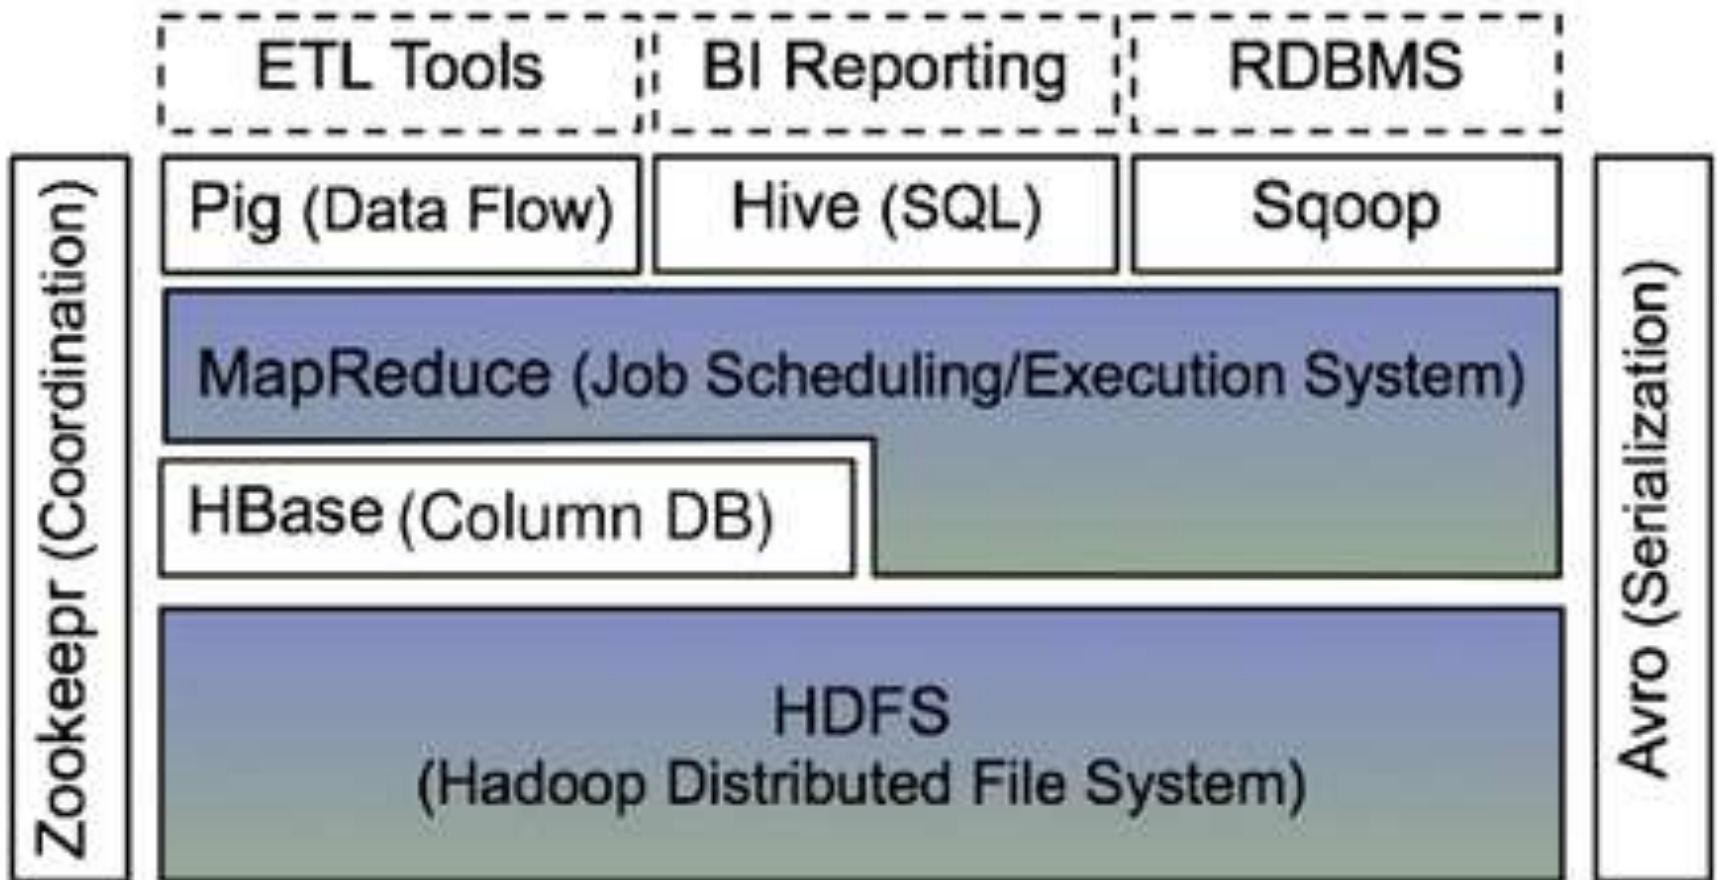 ETL Tools
BI Reporting
RDBMS
Zookeepr (Coordination)
Pig (Data Flow)
Hive (SQL)
Sqoop
Avro (Serialization)
MapReduce (Job Scheduling/Execution System)
HBase (Column DB)
HDFS
(Hadoop Distributed File System)